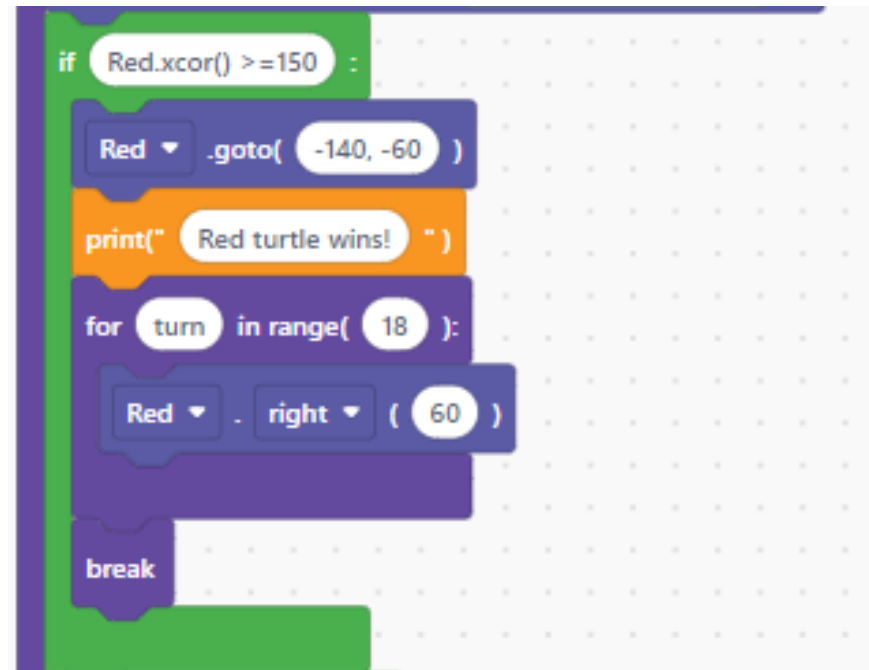 if Red.xcor() >=150 :
Red .goto( -140, -60 )
print(" Red turtle wins! " )
for turn in range( 18 ):
Red . right ( 60 )
break